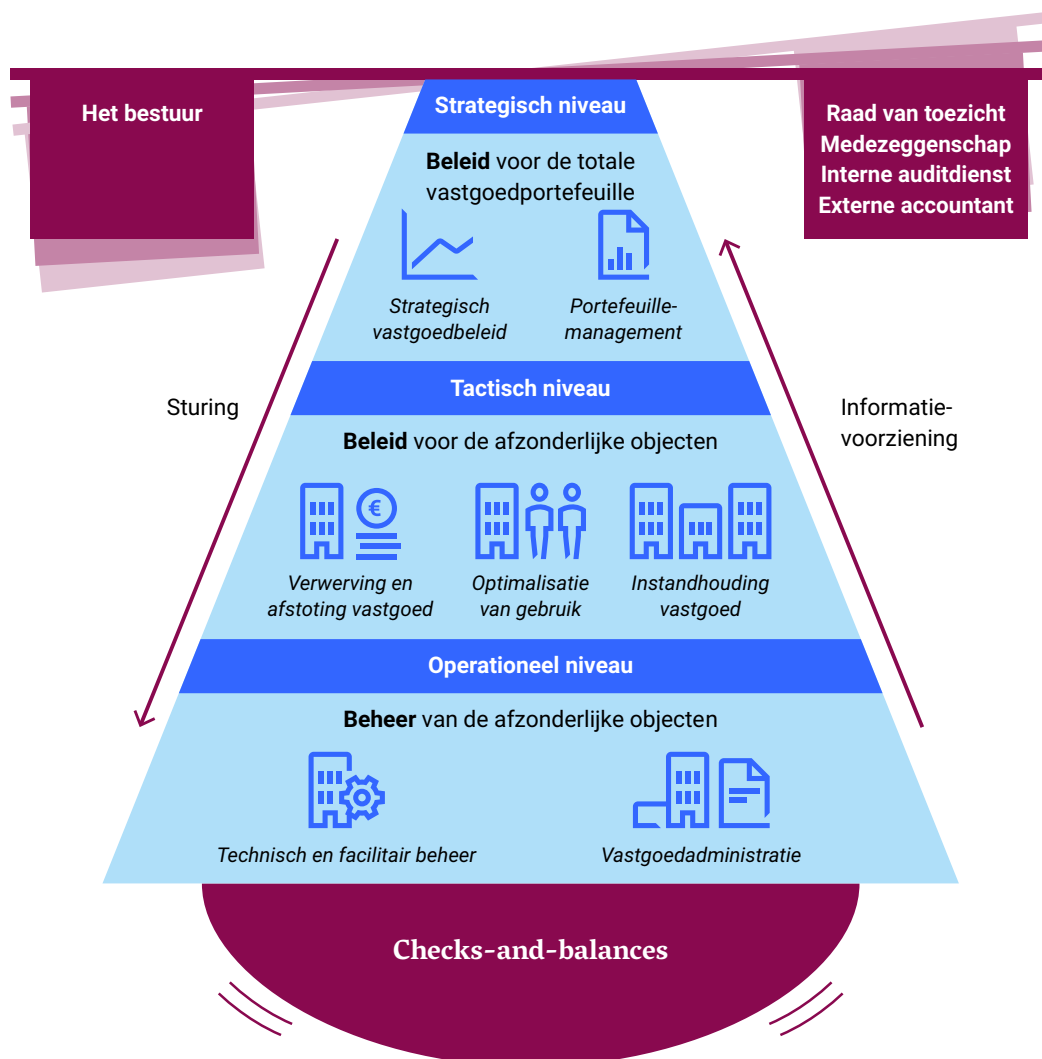 Het bestuur
Strategisch niveau
Raad van toezicht
Medezeggenschap
Interne auditdienst
Externe accountant
Beleid voor de totale
vastgoedportefeuille
Strategisch
vastgoedbeleid
Portefeuille-
management
Sturing
Tactisch niveau
Informatie-
voorziening
Beleid voor de afzonderlijke objecten
€
Verwerving en
afstoting vastgoed
Optimalisatie
van gebruik
Instandhouding
vastgoed
Operationeel niveau
Beheer van de afzonderlijke objecten
Technisch en facilitair beheer
Vastgoedadministratie
Checks-and-balances